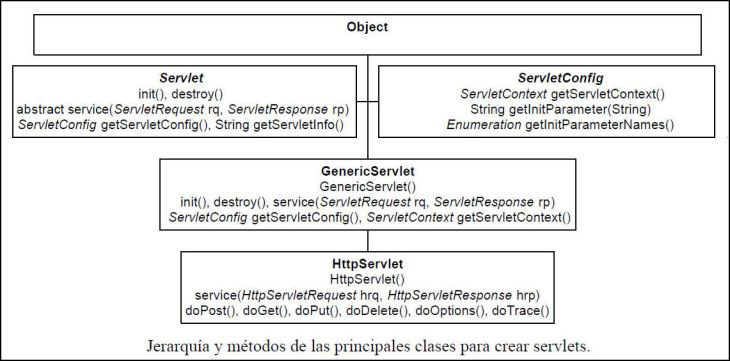 Object
Servlet
init(), destroy()
abstract service(ServletRequest rq, ServletResponse rp)
ServletConfig getServletConfig(), String getServletInfo()
ServletConfig
ServletContext getServletContext()
String getInitParameter(String)
Enumeration getInitParameterNames()
GenericServlet
GenericServlet()
init(), destroy(), service(ServletRequest rq, ServletResponse rp)
ServletConfig getServletConfig(), ServletContext getServletContext()
HttpServlet
HttpServlet()
service(HttpServletRequest hrq, HttpServletResponse hrp)
doPost(), doGet(), doPut(), doDelete(), doOptions(), doTrace()
Jerarquía y métodos de las principales clases para crear servlets.